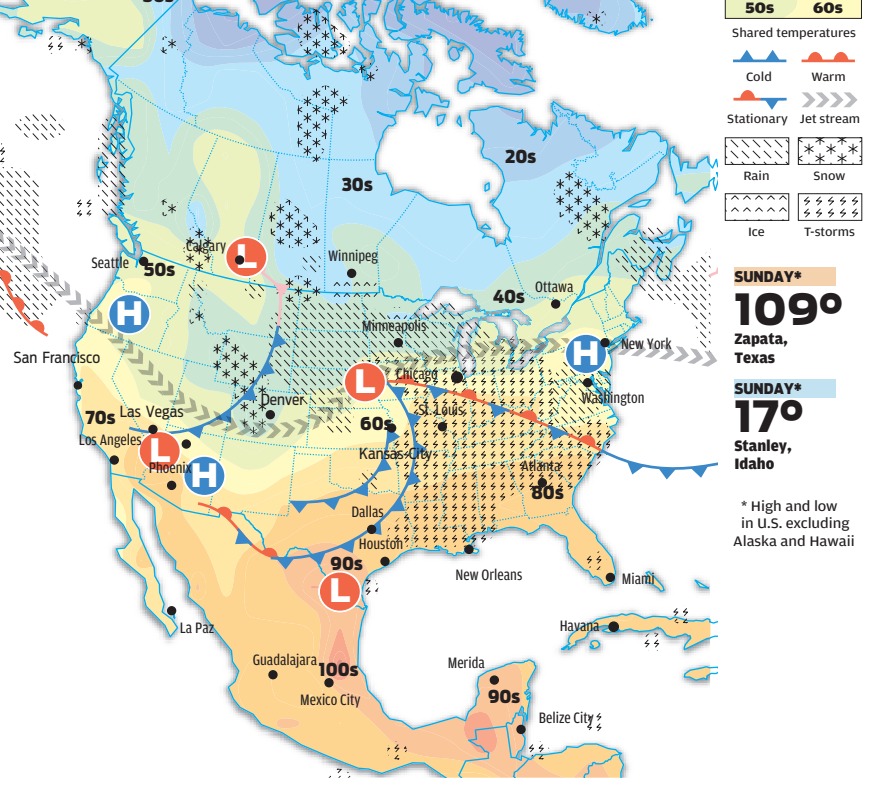 50s 60s
Shared temperatures
Cold Warm
Stationary Jet stream
Rain Snow
Ice T-storms
SUNDAY*
109º
Zapata,
Texas
SUNDAY*
17º
Stanley,
Idaho
* High and low
in U.S. excluding
Alaska and Hawaii
20s
30s
Calgary
L
Winnipeg
Seattle
50s
Ottawa
40s
H
Minneapolis
New York
H
San Francisco
Chicago
L
Washington
Denver
70s
Las Vegas
St. Louis
60s
Los Angeles
L
Kansas City
Phoenix
H
Atlanta
80s
Dallas
Houston
90s
New Orleans
Miami
L
La Paz
Havana
Guadalajara
100s
Merida
Mexico City
90s
Belize City